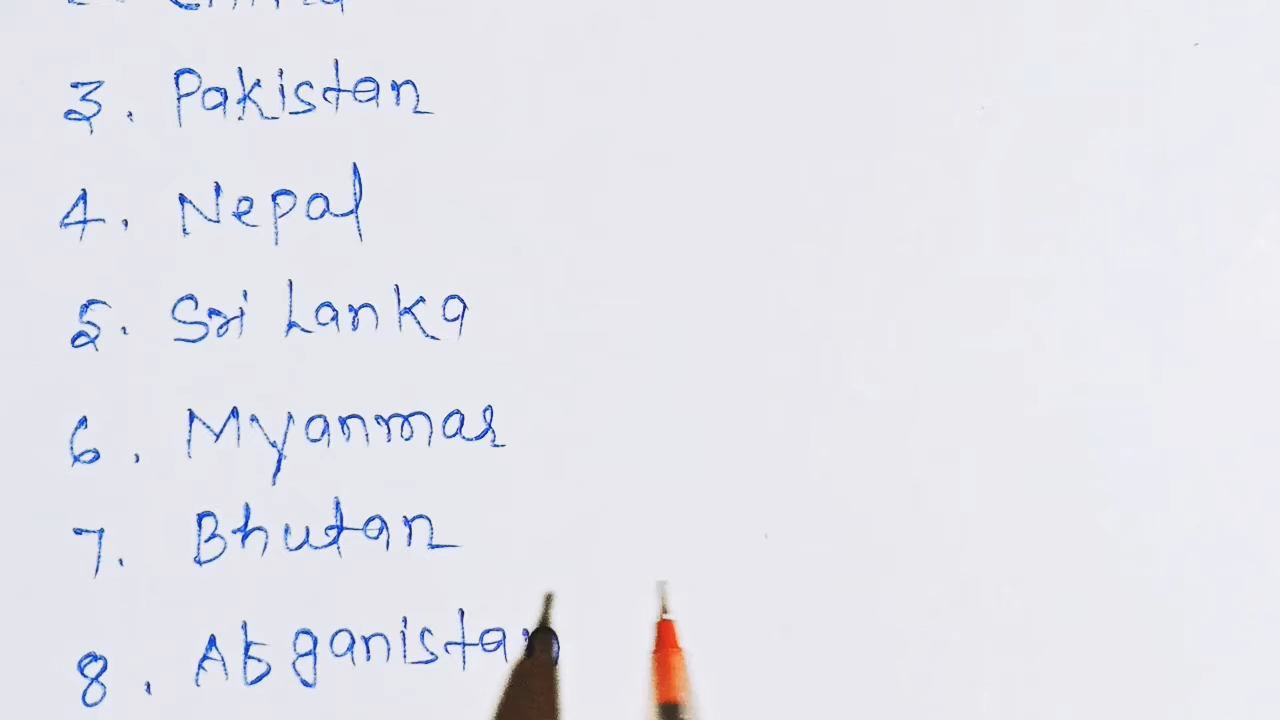 3. Pakistan
4. Nepal
5. Sri Lanka
6. Myanmar
7. Bhutan
8. Afganistan